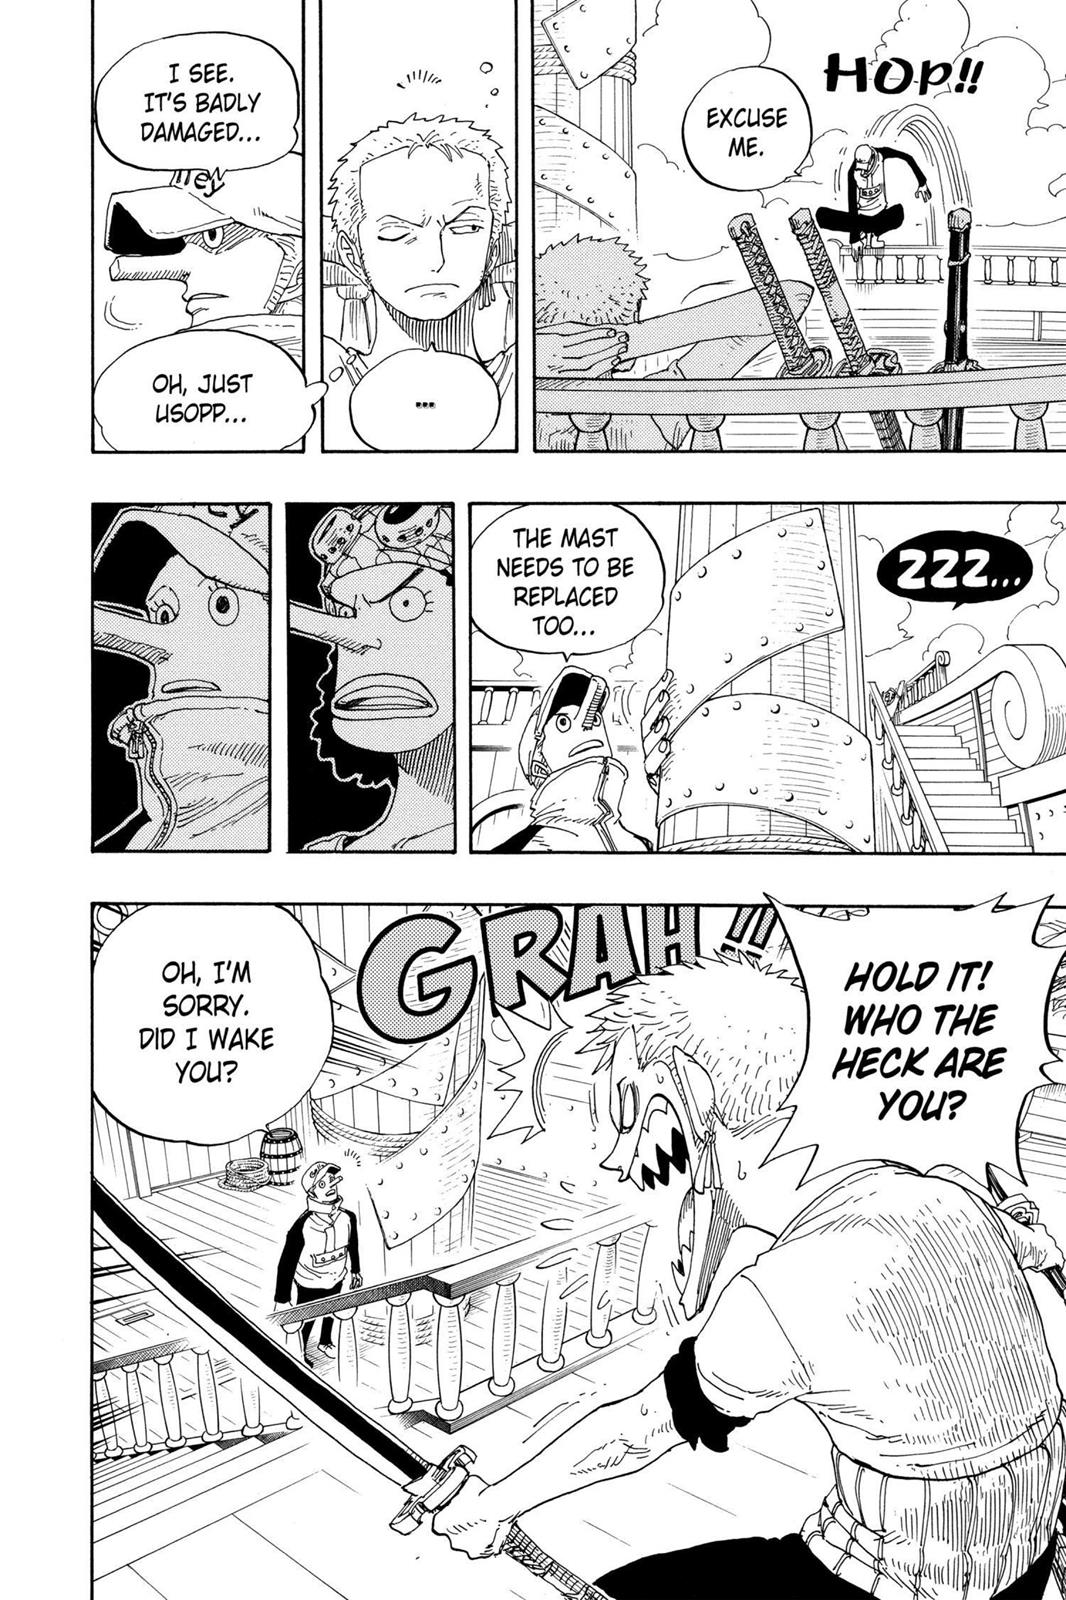 HOP!!
EXCUSE
ME.
...
I SEE.
IT'S BADLY
DAMAGED...
OH, JUST
USOPP...
ZZZ...
THE MAST
NEEDS TO BE
REPLACED
TOO...
HOLD IT!
WHO THE
HECK ARE
YOU?
GRAH!!
OH, I'M
SORRY.
DID I WAKE
YOU?